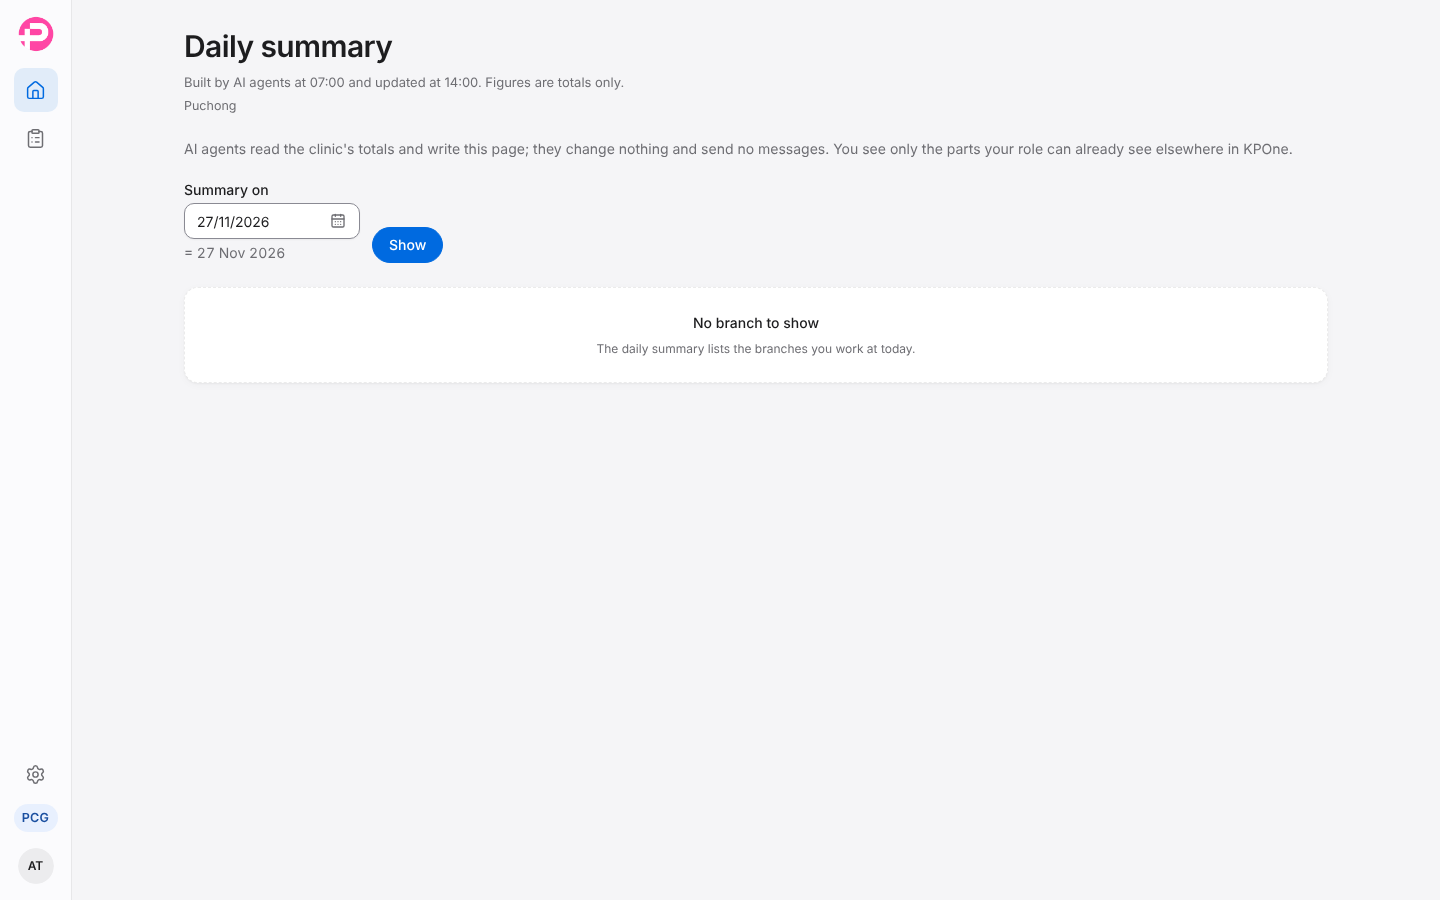 Daily summary
Built by AI agents at 07:00 and updated at 14:00. Figures are totals only.
Puchong
AI agents read the clinic's totals and write this page; they change nothing and send no messages. You see only the parts your role can already see elsewhere in KPOne.
Summary on
27/11/2026
Show
= 27 Nov 2026
No branch to show
The daily summary lists the branches you work at today.
PCG
AT